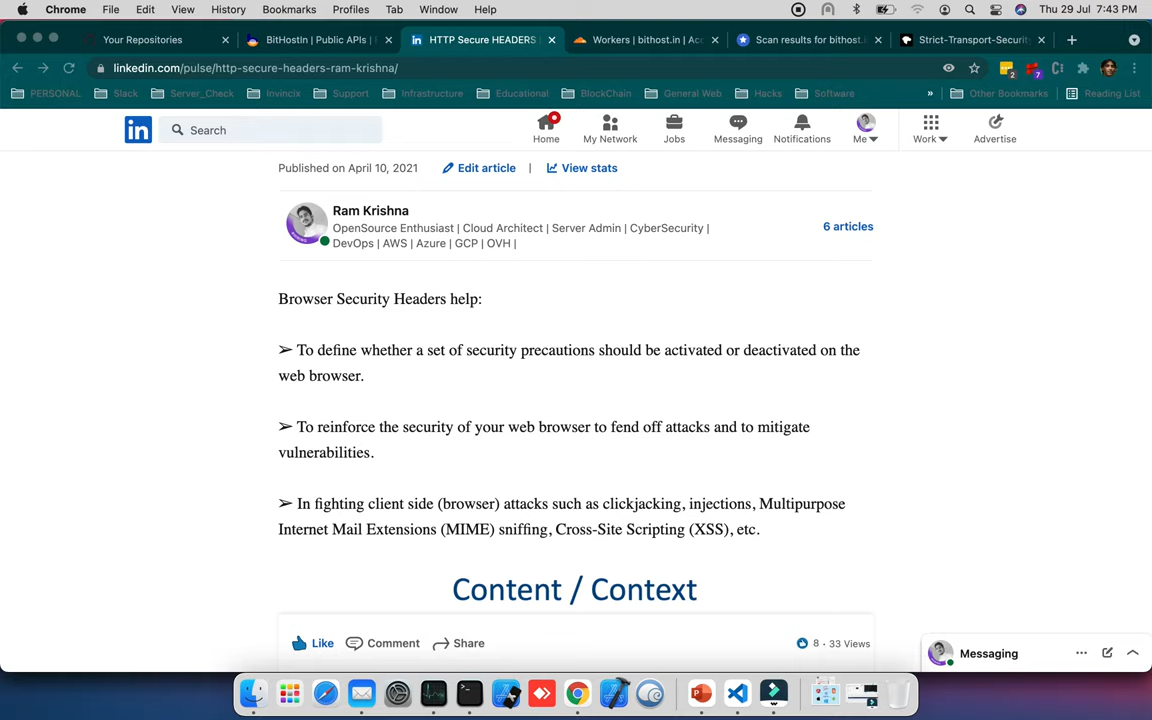 Chrome File Edit View History Bookmarks Profiles Tab Window Help Thu 29 Jul 7:43 PM
Your Repositories BitHostIn | Public APIs | HTTP Secure HEADERS Workers | bithost.in | Acc Scan results for bithost. Strict-Transport-Security
linkedin.com/pulse/http-secure-headers-ram-krishna/ 2 7
PERSONAL Slack Server_Check Invincix Support Infrastructure Educational BlockChain General Web Hacks Software » Other Bookmarks Reading List
in Search Home My Network Jobs Messaging Notifications Me Work Advertise
Published on April 10, 2021 Edit article | View stats
Ram Krishna
OpenSource Enthusiast | Cloud Architect | Server Admin | CyberSecurity |
DevOps | AWS | Azure | GCP | OVH |
6 articles
Browser Security Headers help:
➢ To define whether a set of security precautions should be activated or deactivated on the
web browser.
➢ To reinforce the security of your web browser to fend off attacks and to mitigate
vulnerabilities.
➢ In fighting client side (browser) attacks such as clickjacking, injections, Multipurpose
Internet Mail Extensions (MIME) sniffing, Cross-Site Scripting (XSS), etc.
Content / Context
Like Comment Share 8 · 33 Views
Messaging